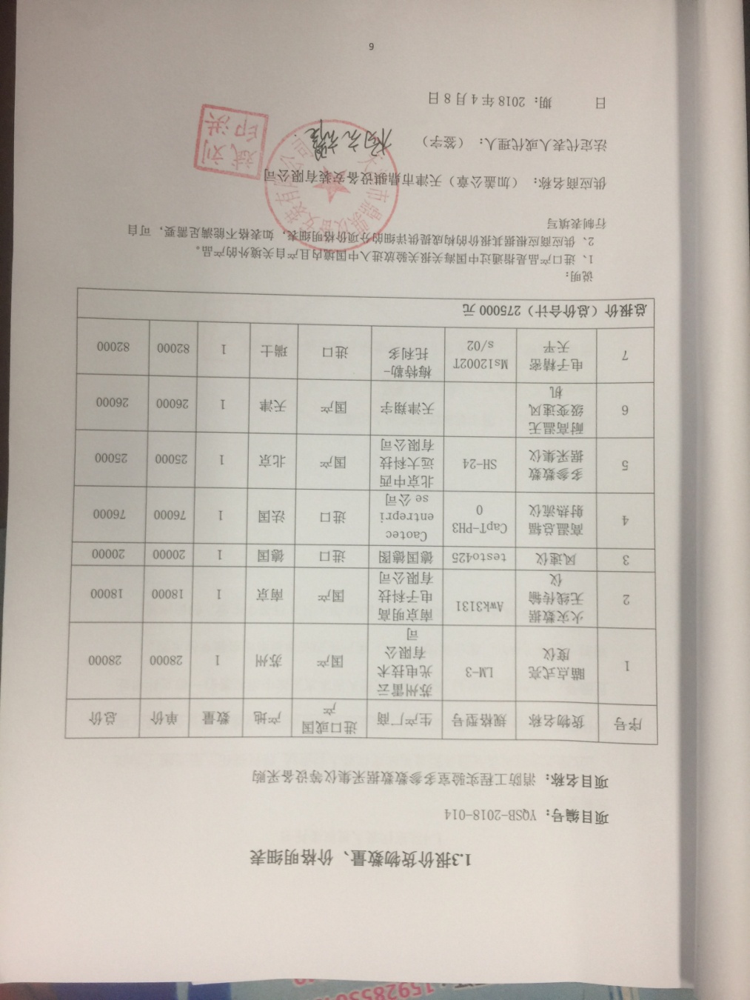 1.3报价货物数量、价格明细表
项目编号：YQSB-2018-014
项目名称：消防工程实验室多参数数据采集仪等设备采购
序号 货物名称 规格型号 生产厂商 进口或国产 产地 数量 单价 总价
1 瞄点式亮度仪 LM-3 苏州雷云光电技术有限公司 国产 苏州 1 28000 28000
2 火灾数据无线传输仪 Awk3131 南京明高电子科技有限公司 国产 南京 1 18000 18000
3 风速仪 testo425 德国德图 进口 德国 1 20000 20000
4 高温总辐射热流仪 CapT-PH30 Caotec entreprise 公司 进口 法国 1 76000 76000
5 多参数数据采集仪 SH-24 北京中西远大科技有限公司 国产 北京 1 25000 25000
6 耐高温无级变速风机 天津翔宇 国产 天津 1 26000 26000
7 电子精密天平 Ms12002Ts/02 梅特勒-托利多 进口 瑞士 1 82000 82000
总报价（总价合计）275000 元
说明：
1、进口产品是指通过中国海关报关验放进入中国境内且产自关境外的产品。
2、供应商应根据其报价的构成提供详细的分项价格明细表，如表格不能满足需要，可自
行制表填写
供应商名称：（加盖公章）天津市鼎骐设备安装有限公司
法定代表人或代理人：（签字）
日 期：2018 年 4 月 8 日
刘洪斌印
9